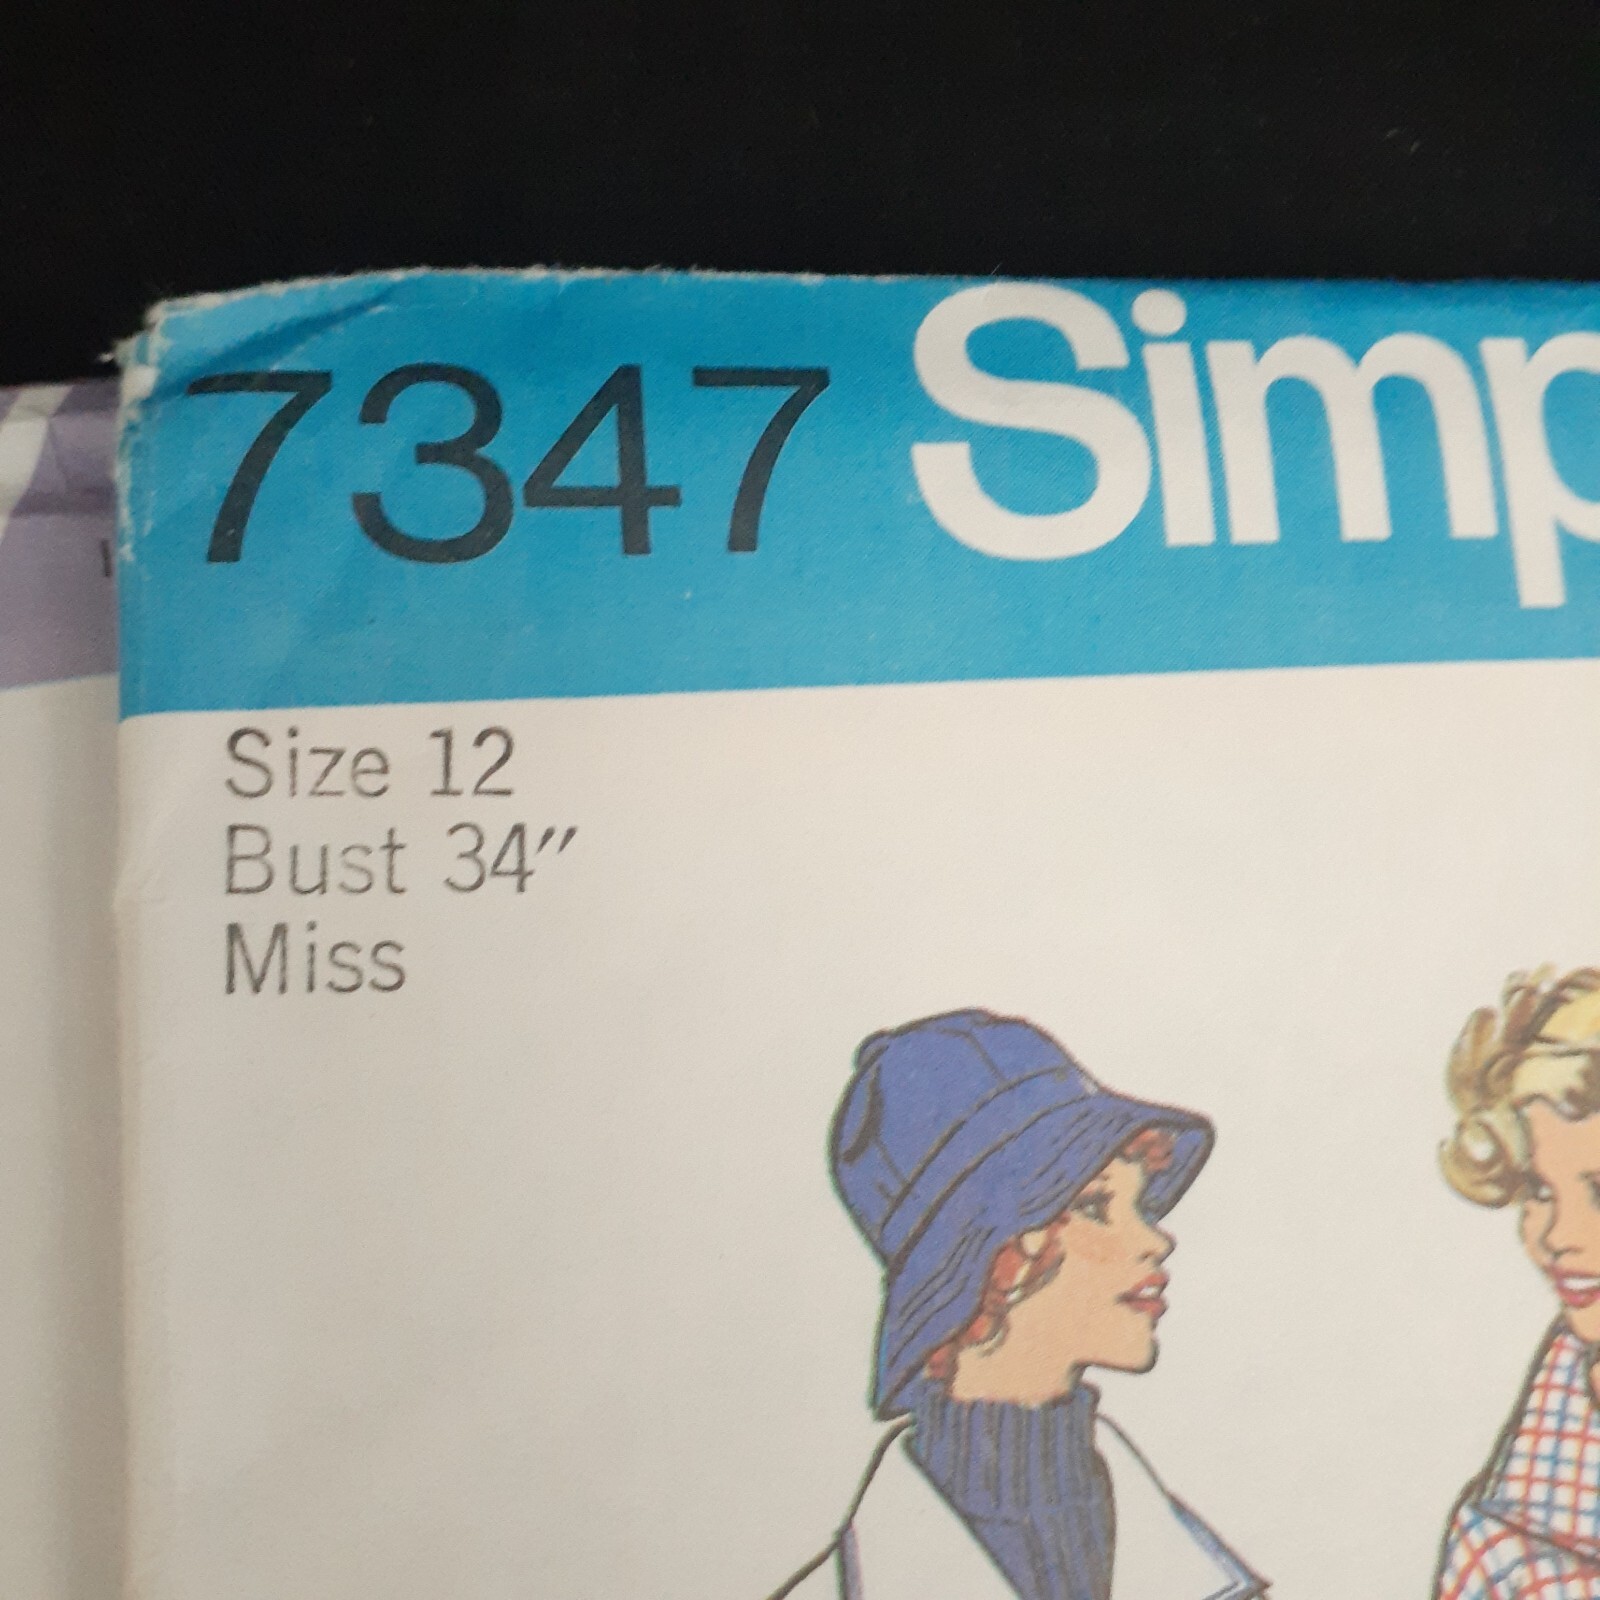 7347 Simp
Size 12
Bust 34"
Miss